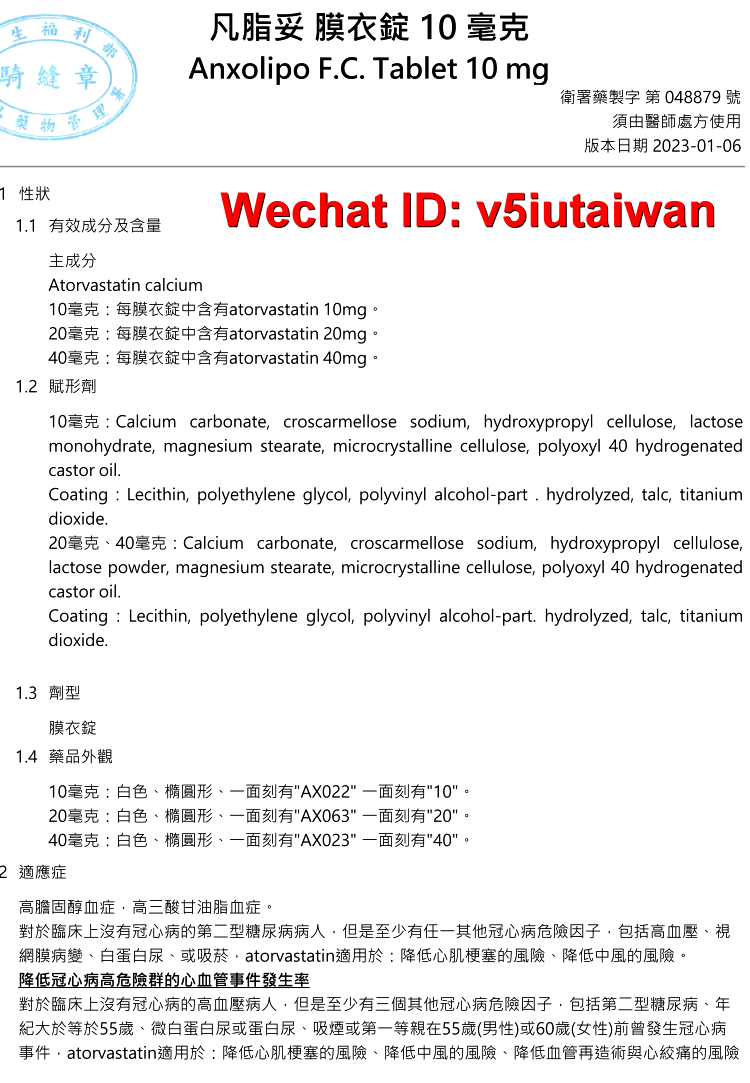 凡脂妥 膜衣錠 10 毫克
Anxolipo F.C. Tablet 10 mg
生福利部
騎縫章
藥物管理署
衛署藥製字 第 048879 號
須由醫師處方使用
版本日期 2023-01-06
1 性狀
Wechat ID: v5iutaiwan
1.1 有效成分及含量
主成分
Atorvastatin calcium
10毫克：每膜衣錠中含有atorvastatin 10mg。
20毫克：每膜衣錠中含有atorvastatin 20mg。
40毫克：每膜衣錠中含有atorvastatin 40mg。
1.2 賦形劑
10毫克：Calcium carbonate, croscarmellose sodium, hydroxypropyl cellulose, lactose
monohydrate, magnesium stearate, microcrystalline cellulose, polyoxyl 40 hydrogenated
castor oil.
Coating：Lecithin, polyethylene glycol, polyvinyl alcohol-part . hydrolyzed, talc, titanium
dioxide.
20毫克、40毫克：Calcium carbonate, croscarmellose sodium, hydroxypropyl cellulose,
lactose powder, magnesium stearate, microcrystalline cellulose, polyoxyl 40 hydrogenated
castor oil.
Coating：Lecithin, polyethylene glycol, polyvinyl alcohol-part. hydrolyzed, talc, titanium
dioxide.
1.3 劑型
膜衣錠
1.4 藥品外觀
10毫克：白色、橢圓形、一面刻有"AX022" 一面刻有"10"。
20毫克：白色、橢圓形、一面刻有"AX063" 一面刻有"20"。
40毫克：白色、橢圓形、一面刻有"AX023" 一面刻有"40"。
2 適應症
高膽固醇血症，高三酸甘油脂血症。
對於臨床上沒有冠心病的第二型糖尿病病人，但是至少有任一其他冠心病危險因子，包括高血壓、視
網膜病變、白蛋白尿、或吸菸，atorvastatin適用於：降低心肌梗塞的風險、降低中風的風險。
降低冠心病高危險群的心血管事件發生率
對於臨床上沒有冠心病的高血壓病人，但是至少有三個其他冠心病危險因子，包括第二型糖尿病、年
紀大於等於55歲、微白蛋白尿或蛋白尿、吸煙或第一等親在55歲(男性)或60歲(女性)前曾發生冠心病
事件，atorvastatin適用於：降低心肌梗塞的風險、降低中風的風險、降低血管再造術與心絞痛的風險